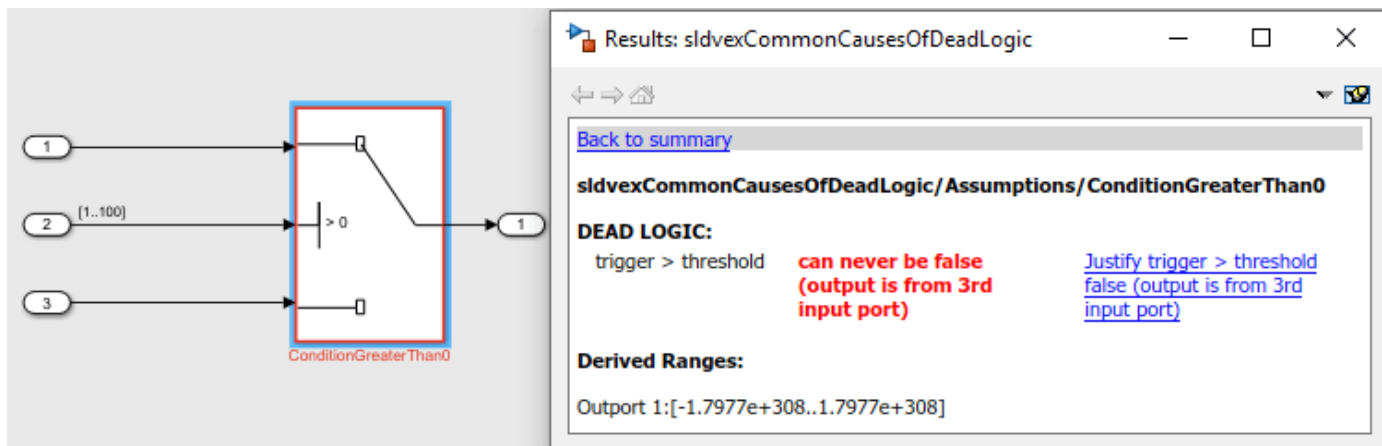 1
[1..100]
2
> 0
1
3
ConditionGreaterThan0
Results: sldvexCommonCausesOfDeadLogic
Back to summary
sldvexCommonCausesOfDeadLogic/Assumptions/ConditionGreaterThan0
DEAD LOGIC:
trigger > threshold
can never be false
(output is from 3rd
input port)
Justify trigger > threshold
false (output is from 3rd
input port)
Derived Ranges:
Outport 1:[-1.7977e+308..1.7977e+308]